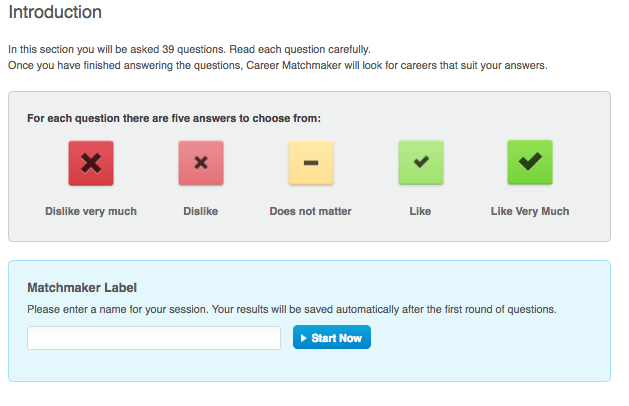 Introduction
In this section you will be asked 39 questions. Read each question carefully.
Once you have finished answering the questions, Career Matchmaker will look for careers that suit your answers.
For each question there are five answers to choose from:
Dislike very much
Dislike
Does not matter
Like
Like Very Much
Matchmaker Label
Please enter a name for your session. Your results will be saved automatically after the first round of questions.
Start Now